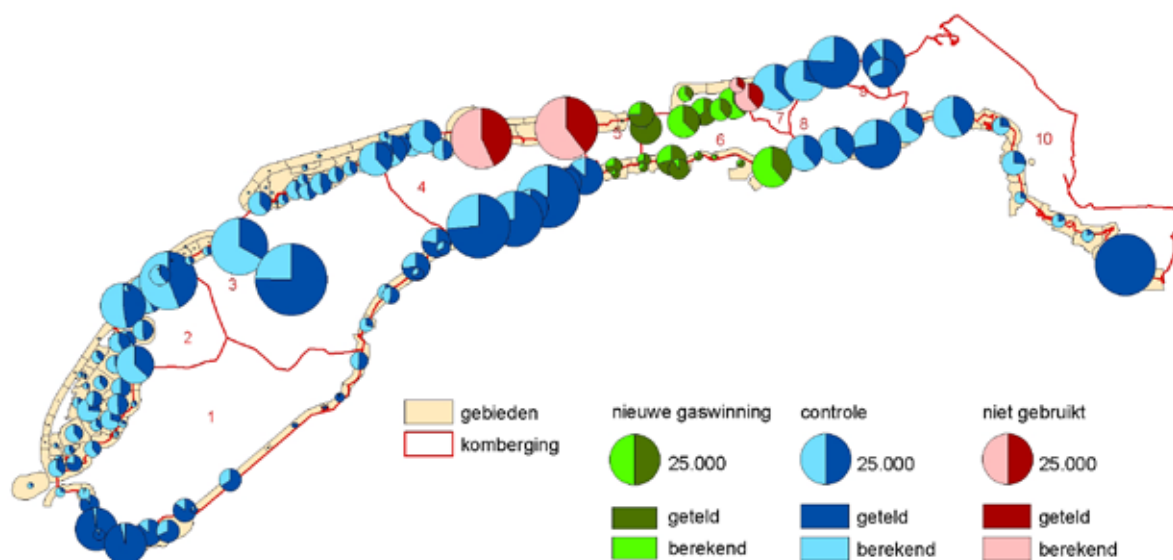 10
9
5
7
8
6
4
3
2
1
gebieden
komberging
nieuwe gaswinning
25.000
geteld
berekend
controle
25.000
geteld
berekend
niet gebruikt
25.000
geteld
berekend